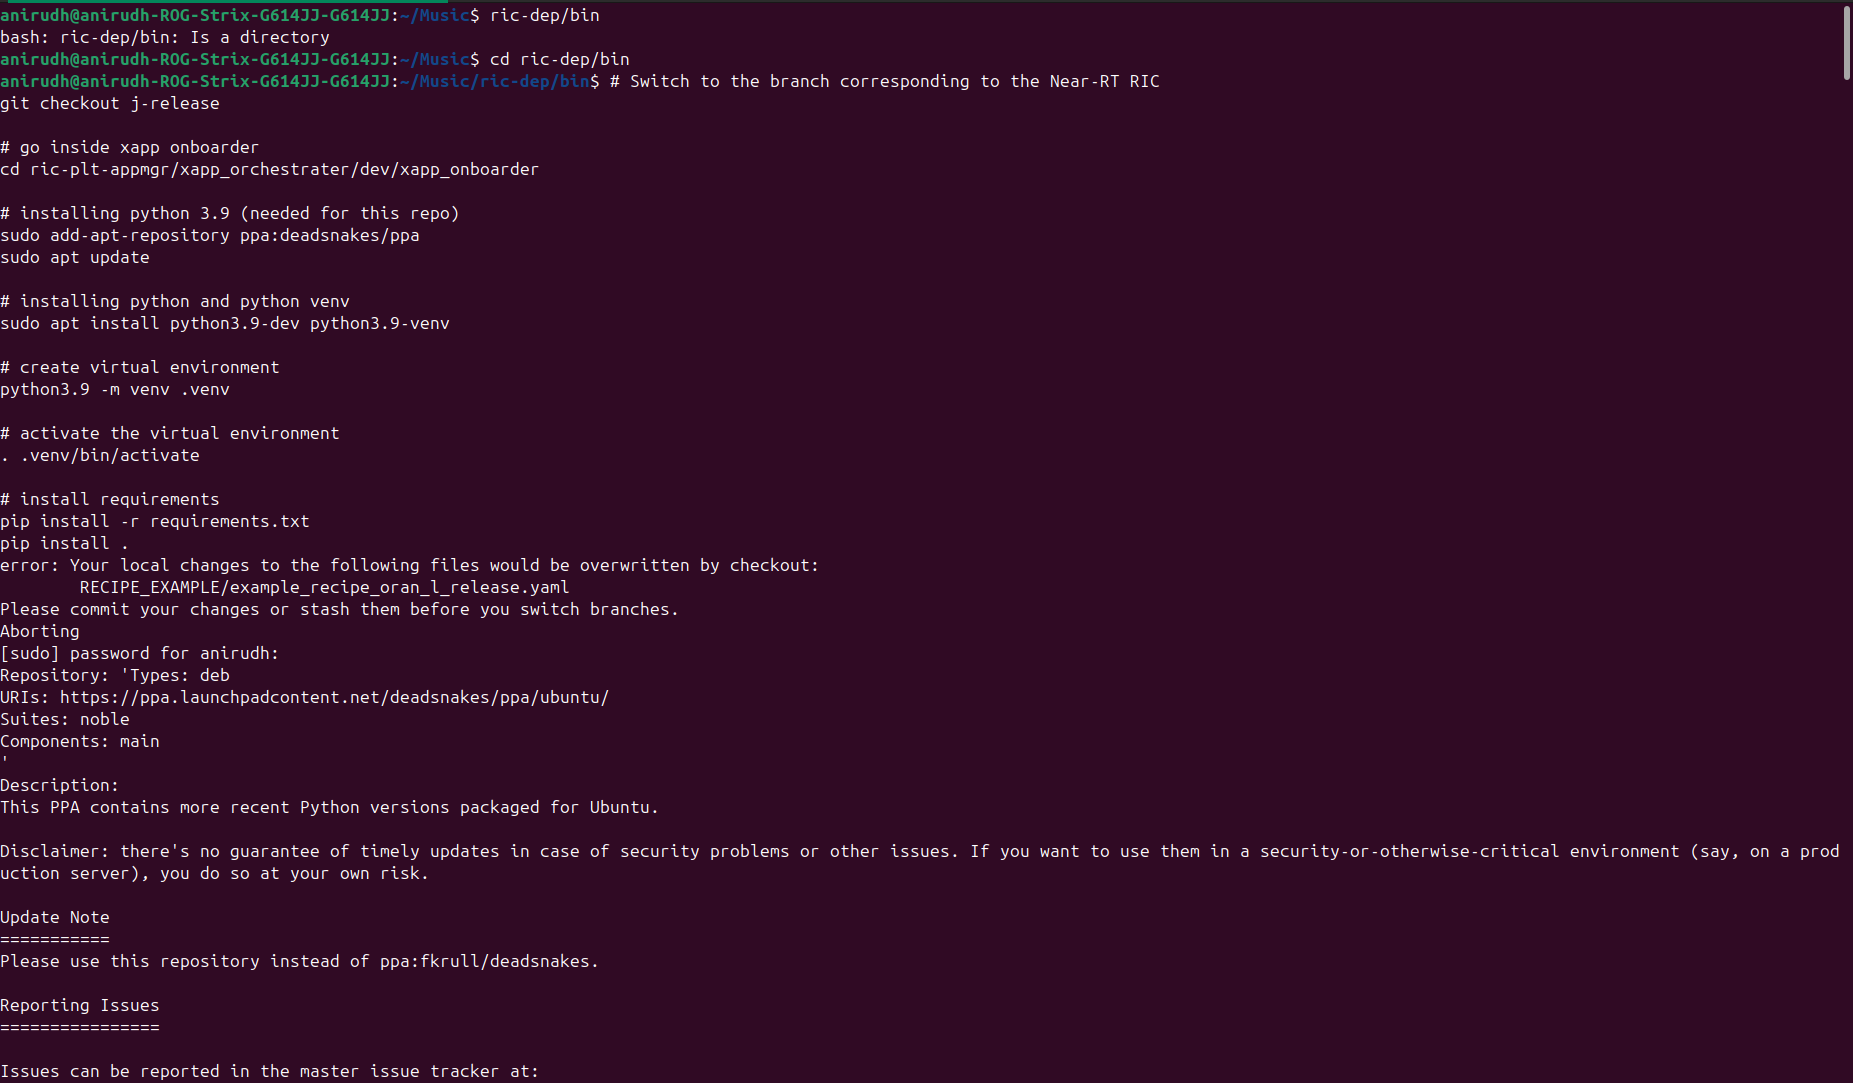 anirudh@anirudh-ROG-Strix-G614JJ-G614JJ:~/Music$ ric-dep/bin
bash: ric-dep/bin: Is a directory
anirudh@anirudh-ROG-Strix-G614JJ-G614JJ:~/Music$ cd ric-dep/bin
anirudh@anirudh-ROG-Strix-G614JJ-G614JJ:~/Music/ric-dep/bin$ # Switch to the branch corresponding to the Near-RT RIC
git checkout j-release

# go inside xapp onboarder
cd ric-plt-appmgr/xapp_orchestrater/dev/xapp_onboarder

# installing python 3.9 (needed for this repo)
sudo add-apt-repository ppa:deadsnakes/ppa
sudo apt update

# installing python and python venv
sudo apt install python3.9-dev python3.9-venv

# create virtual environment
python3.9 -m venv .venv

# activate the virtual environment
. .venv/bin/activate

# install requirements
pip install -r requirements.txt
pip install .
error: Your local changes to the following files would be overwritten by checkout:
        RECIPE_EXAMPLE/example_recipe_oran_l_release.yaml
Please commit your changes or stash them before you switch branches.
Aborting
[sudo] password for anirudh:
Repository: 'Types: deb
URIs: https://ppa.launchpadcontent.net/deadsnakes/ppa/ubuntu/
Suites: noble
Components: main
'
Description:
This PPA contains more recent Python versions packaged for Ubuntu.

Disclaimer: there's no guarantee of timely updates in case of security problems or other issues. If you want to use them in a security-or-otherwise-critical environment (say, on a prod
uction server), you do so at your own risk.

Update Note
===========
Please use this repository instead of ppa:fkrull/deadsnakes.

Reporting Issues
================

Issues can be reported in the master issue tracker at: